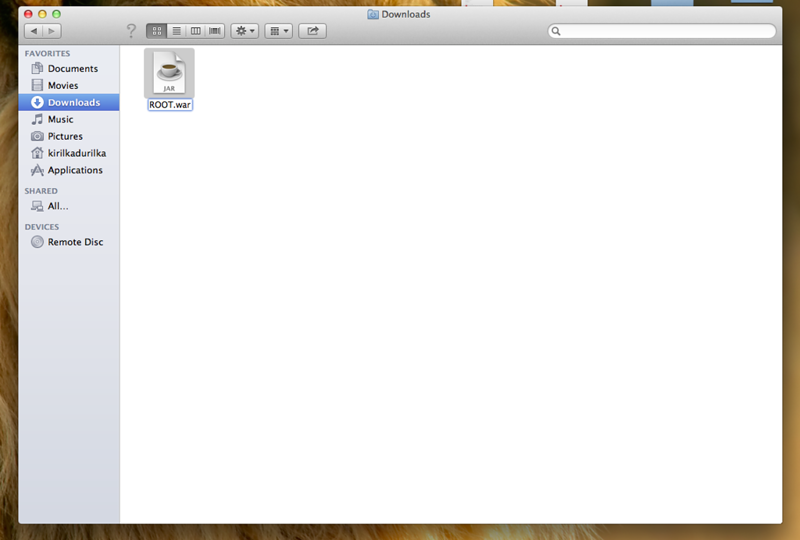 Downloads
FAVORITES
Documents
Movies
Downloads
Music
Pictures
kirilkadurilka
Applications
SHARED
All...
DEVICES
Remote Disc
JAR
ROOT.war